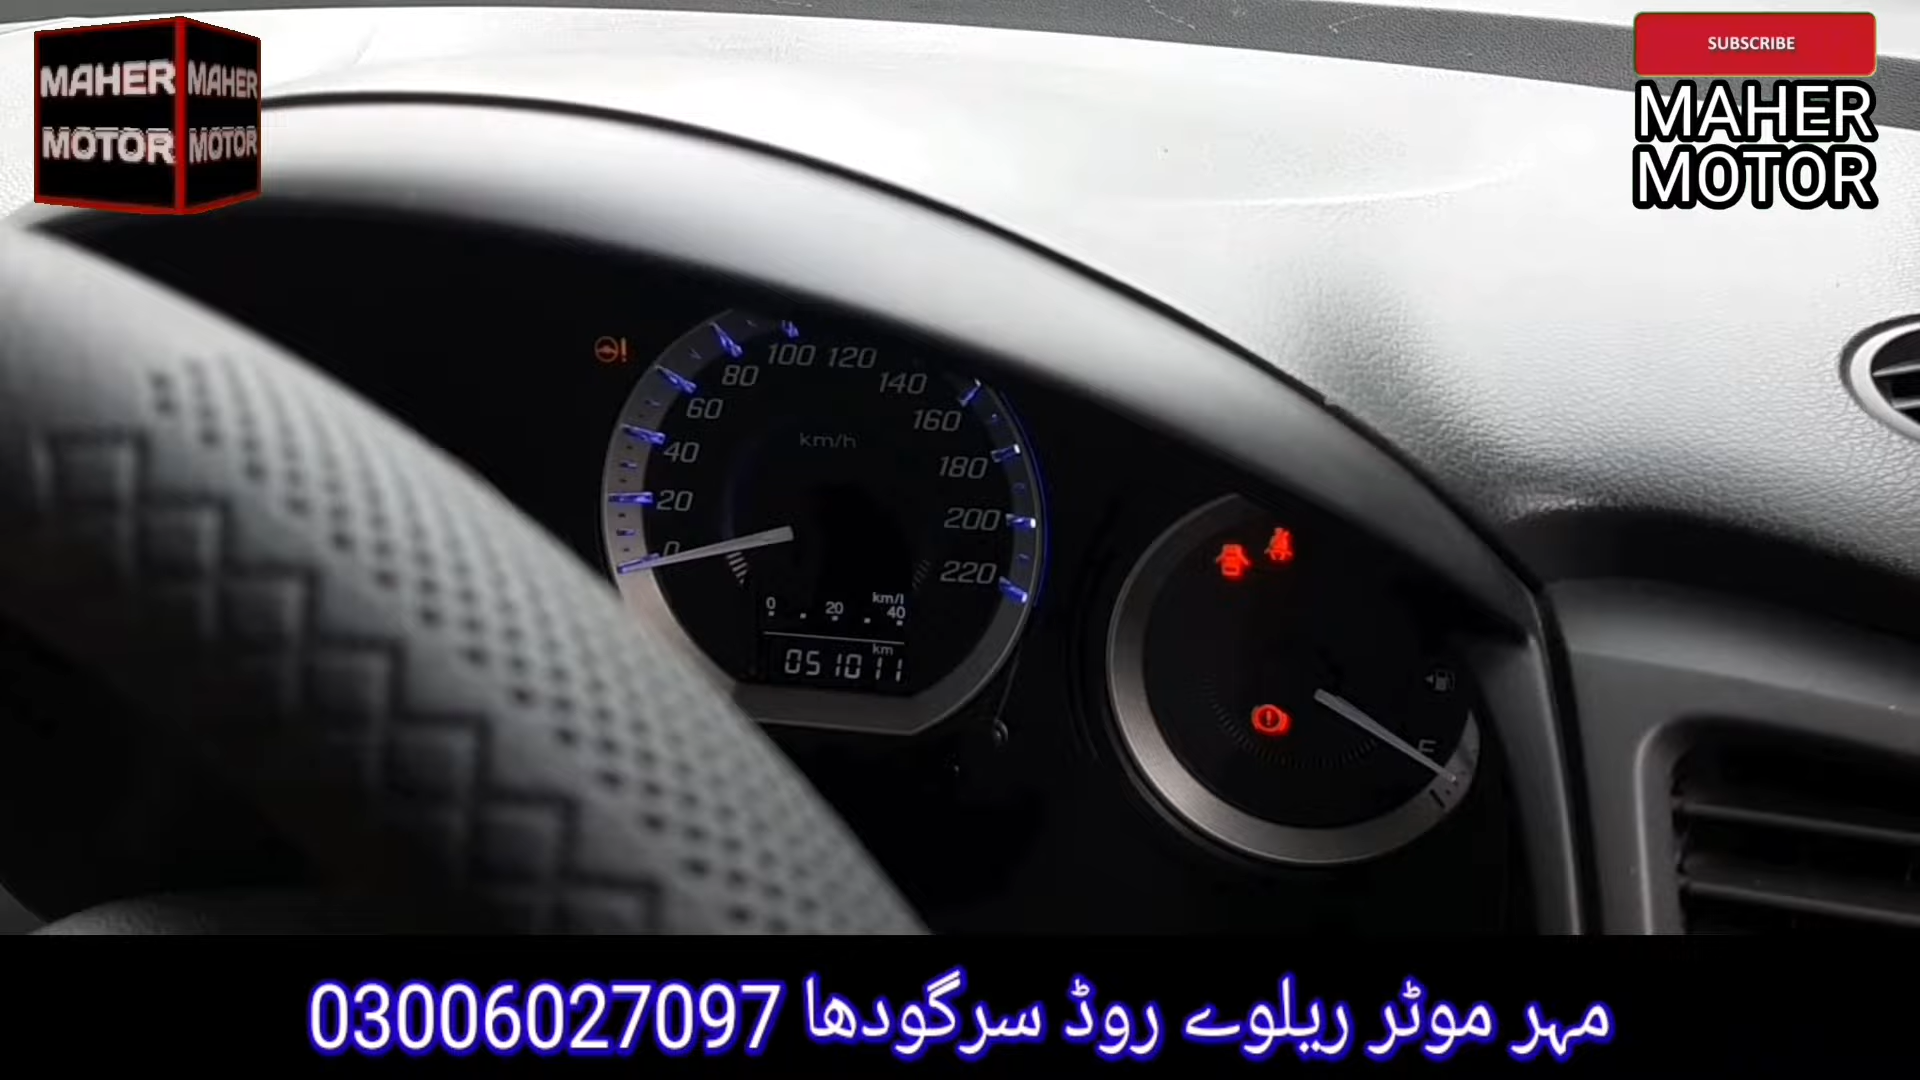 MAHER MAHER
MOTOR MOTOR
SUBSCRIBE
MAHER
MOTOR
100 120
80 140
60 160
km/h
40 180
20 200
0 220
km/l
0 20 40
km
051011
مہر موٹر ریلوے روڈ سرگودھا 03006027097